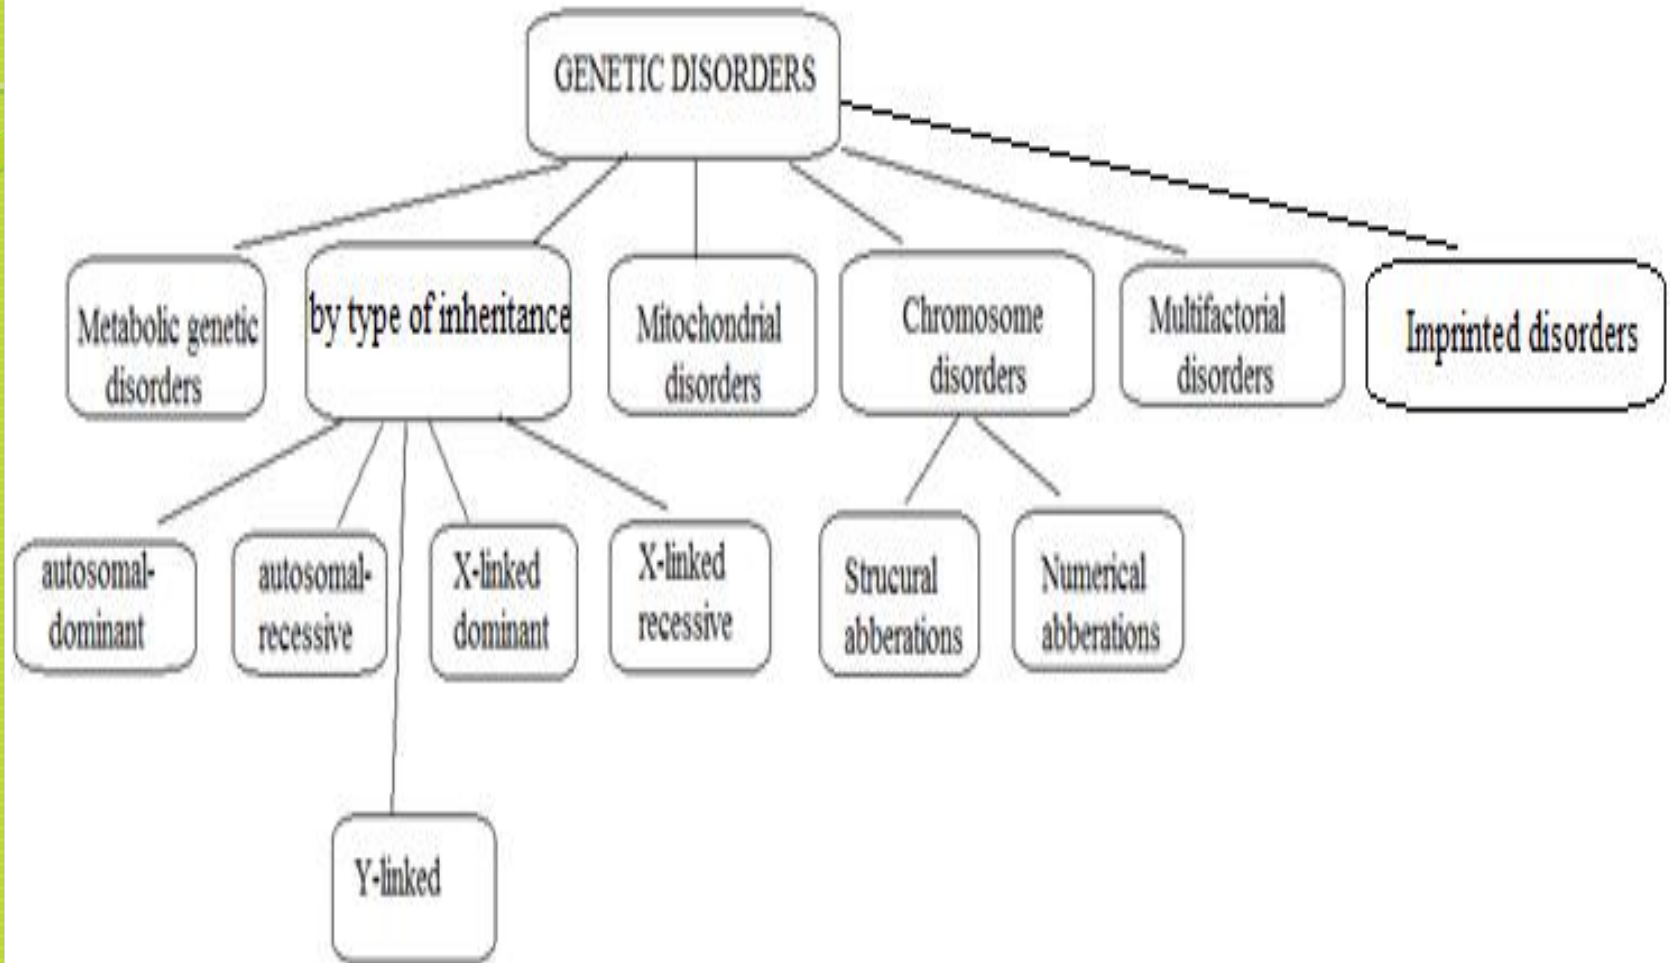 GENETIC DISORDERS
Metabolic genetic
disorders
by type of inheritance
Mitochondrial
disorders
Chromosome
disorders
Multifactorial
disorders
Imprinted disorders
autosomal-
dominant
autosomal-
recessive
X-linked
dominant
X-linked
recessive
Strucural
abberations
Numerical
abberations
Y-linked